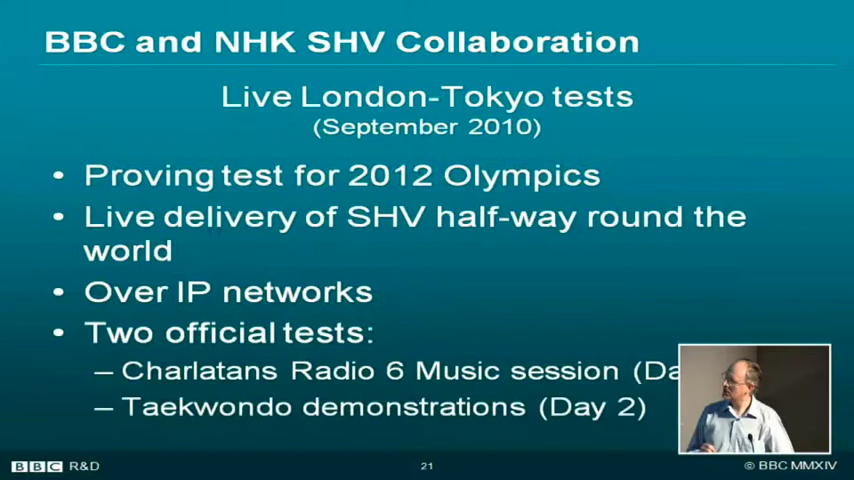 BBC and NHK SHV Collaboration
Live London-Tokyo tests
(September 2010)
• Proving test for 2012 Olympics
• Live delivery of SHV half-way round the
world
• Over IP networks
• Two official tests:
– Charlatans Radio 6 Music session
– Taekwondo demonstrations (Day 2)
BBC R&D
21
© BBC MMXIV